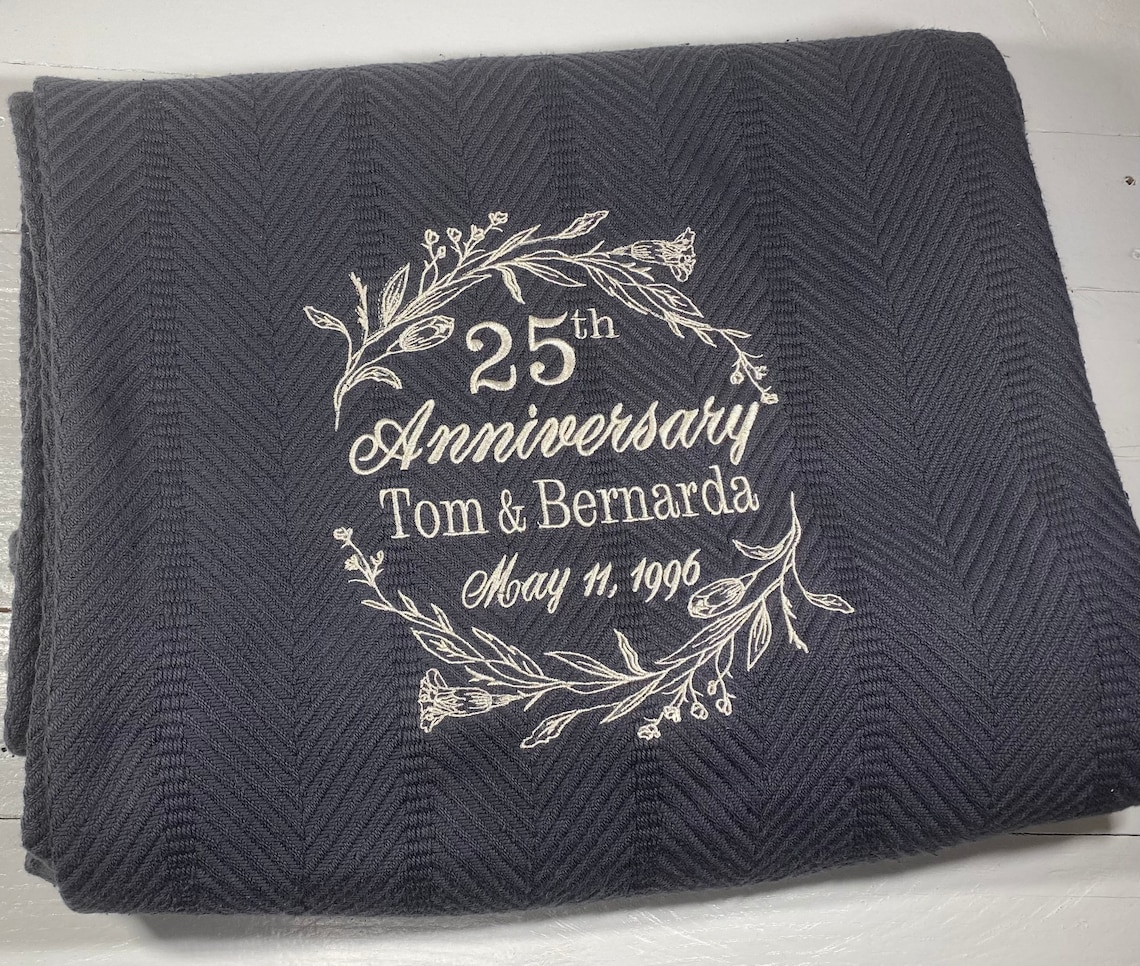 25th
Anniversary
Tom & Bernarda
May 11, 1996